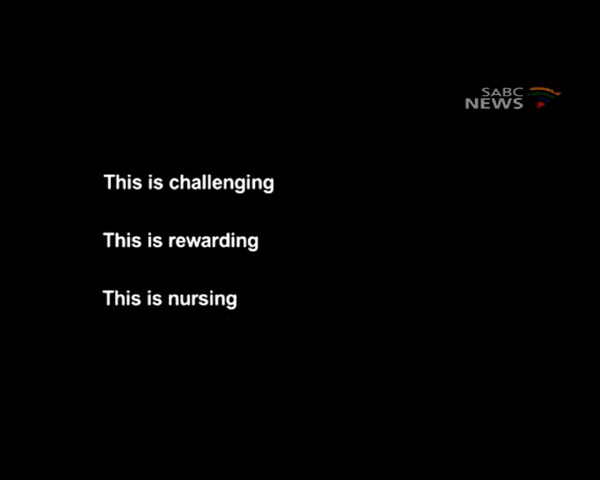 SABC
NEWS
This is challenging
This is rewarding
This is nursing